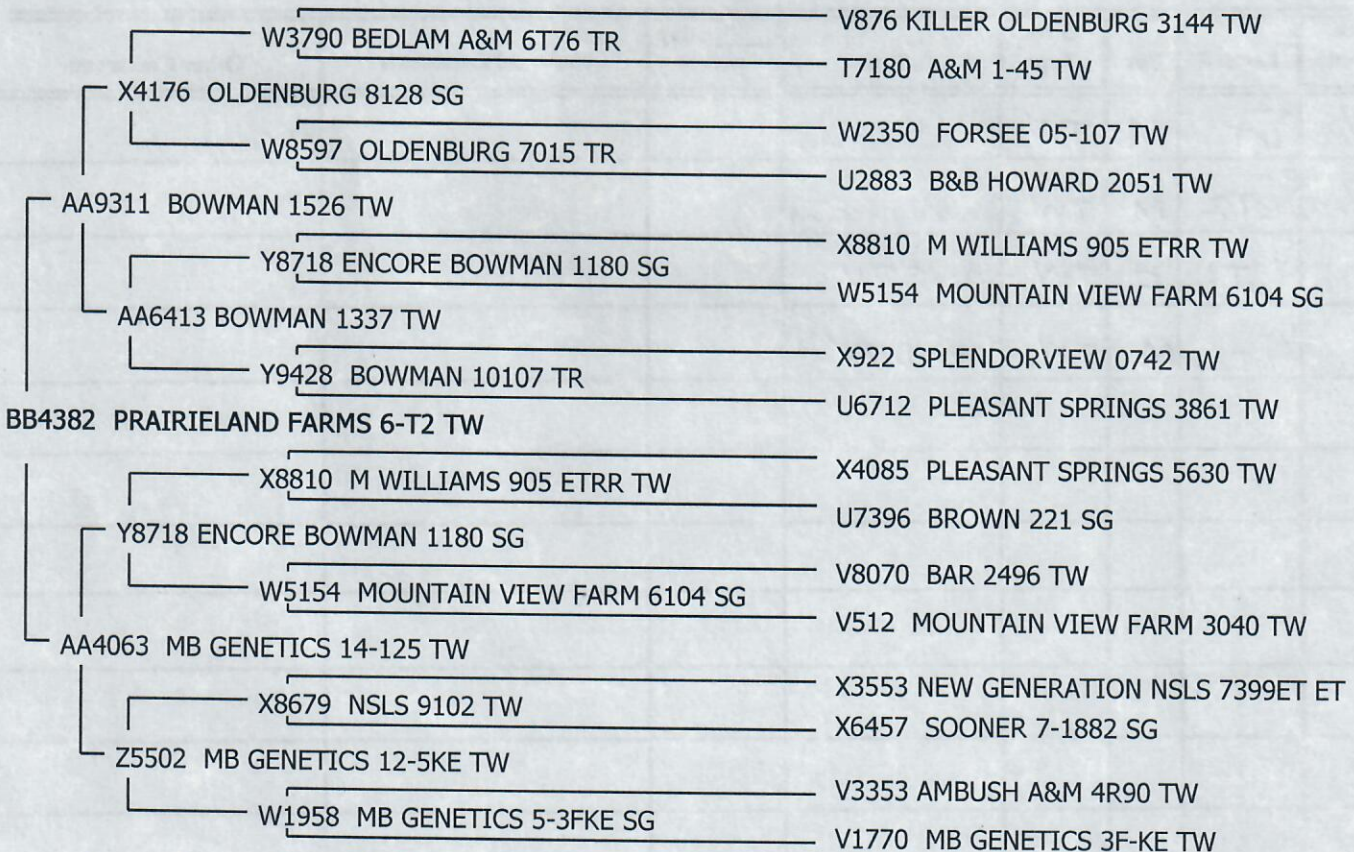 V876 KILLER OLDENBURG 3144 TW
W3790 BEDLAM A&M 6T76 TR
T7180 A&M 1-45 TW
X4176 OLDENBURG 8128 SG
W2350 FORSEE 05-107 TW
W8597 OLDENBURG 7015 TR
U2883 B&B HOWARD 2051 TW
AA9311 BOWMAN 1526 TW
X8810 M WILLIAMS 905 ETRR TW
Y8718 ENCORE BOWMAN 1180 SG
W5154 MOUNTAIN VIEW FARM 6104 SG
AA6413 BOWMAN 1337 TW
X922 SPLENDORVIEW 0742 TW
Y9428 BOWMAN 10107 TR
U6712 PLEASANT SPRINGS 3861 TW
BB4382 PRAIRIELAND FARMS 6-T2 TW
X4085 PLEASANT SPRINGS 5630 TW
X8810 M WILLIAMS 905 ETRR TW
U7396 BROWN 221 SG
Y8718 ENCORE BOWMAN 1180 SG
V8070 BAR 2496 TW
W5154 MOUNTAIN VIEW FARM 6104 SG
V512 MOUNTAIN VIEW FARM 3040 TW
AA4063 MB GENETICS 14-125 TW
X3553 NEW GENERATION NSLS 7399ET ET
X8679 NSLS 9102 TW
X6457 SOONER 7-1882 SG
Z5502 MB GENETICS 12-5KE TW
V3353 AMBUSH A&M 4R90 TW
W1958 MB GENETICS 5-3FKE SG
V1770 MB GENETICS 3F-KE TW